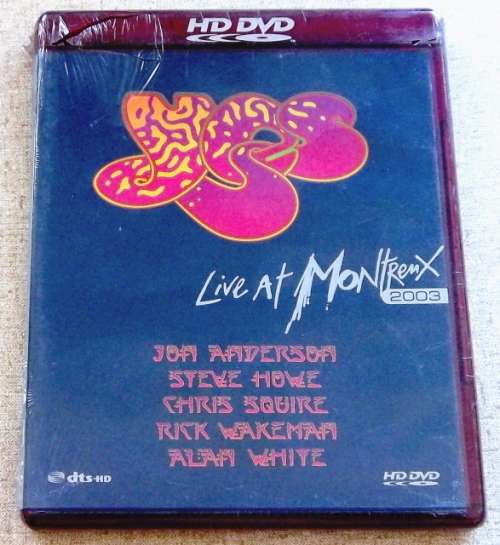 HD DVD
YES
Live At MONTREUX
2003
JON ANDERSON
STEVE HOWE
CHRIS SQUIRE
RICK WAKEMAN
ALAN WHITE
dts-HD
HD DVD